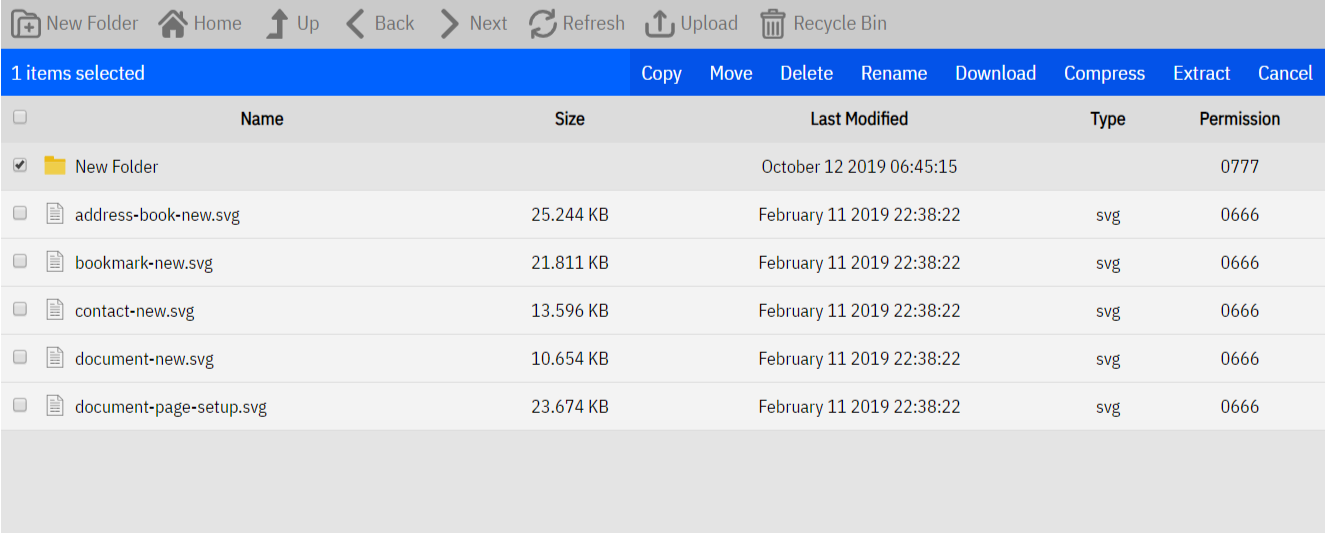 New Folder Home Up Back Next Refresh Upload Recycle Bin
1 items selected Copy Move Delete Rename Download Compress Extract Cancel
Name Size Last Modified Type Permission
New Folder October 12 2019 06:45:15 0777
address-book-new.svg 25.244 KB February 11 2019 22:38:22 svg 0666
bookmark-new.svg 21.811 KB February 11 2019 22:38:22 svg 0666
contact-new.svg 13.596 KB February 11 2019 22:38:22 svg 0666
document-new.svg 10.654 KB February 11 2019 22:38:22 svg 0666
document-page-setup.svg 23.674 KB February 11 2019 22:38:22 svg 0666